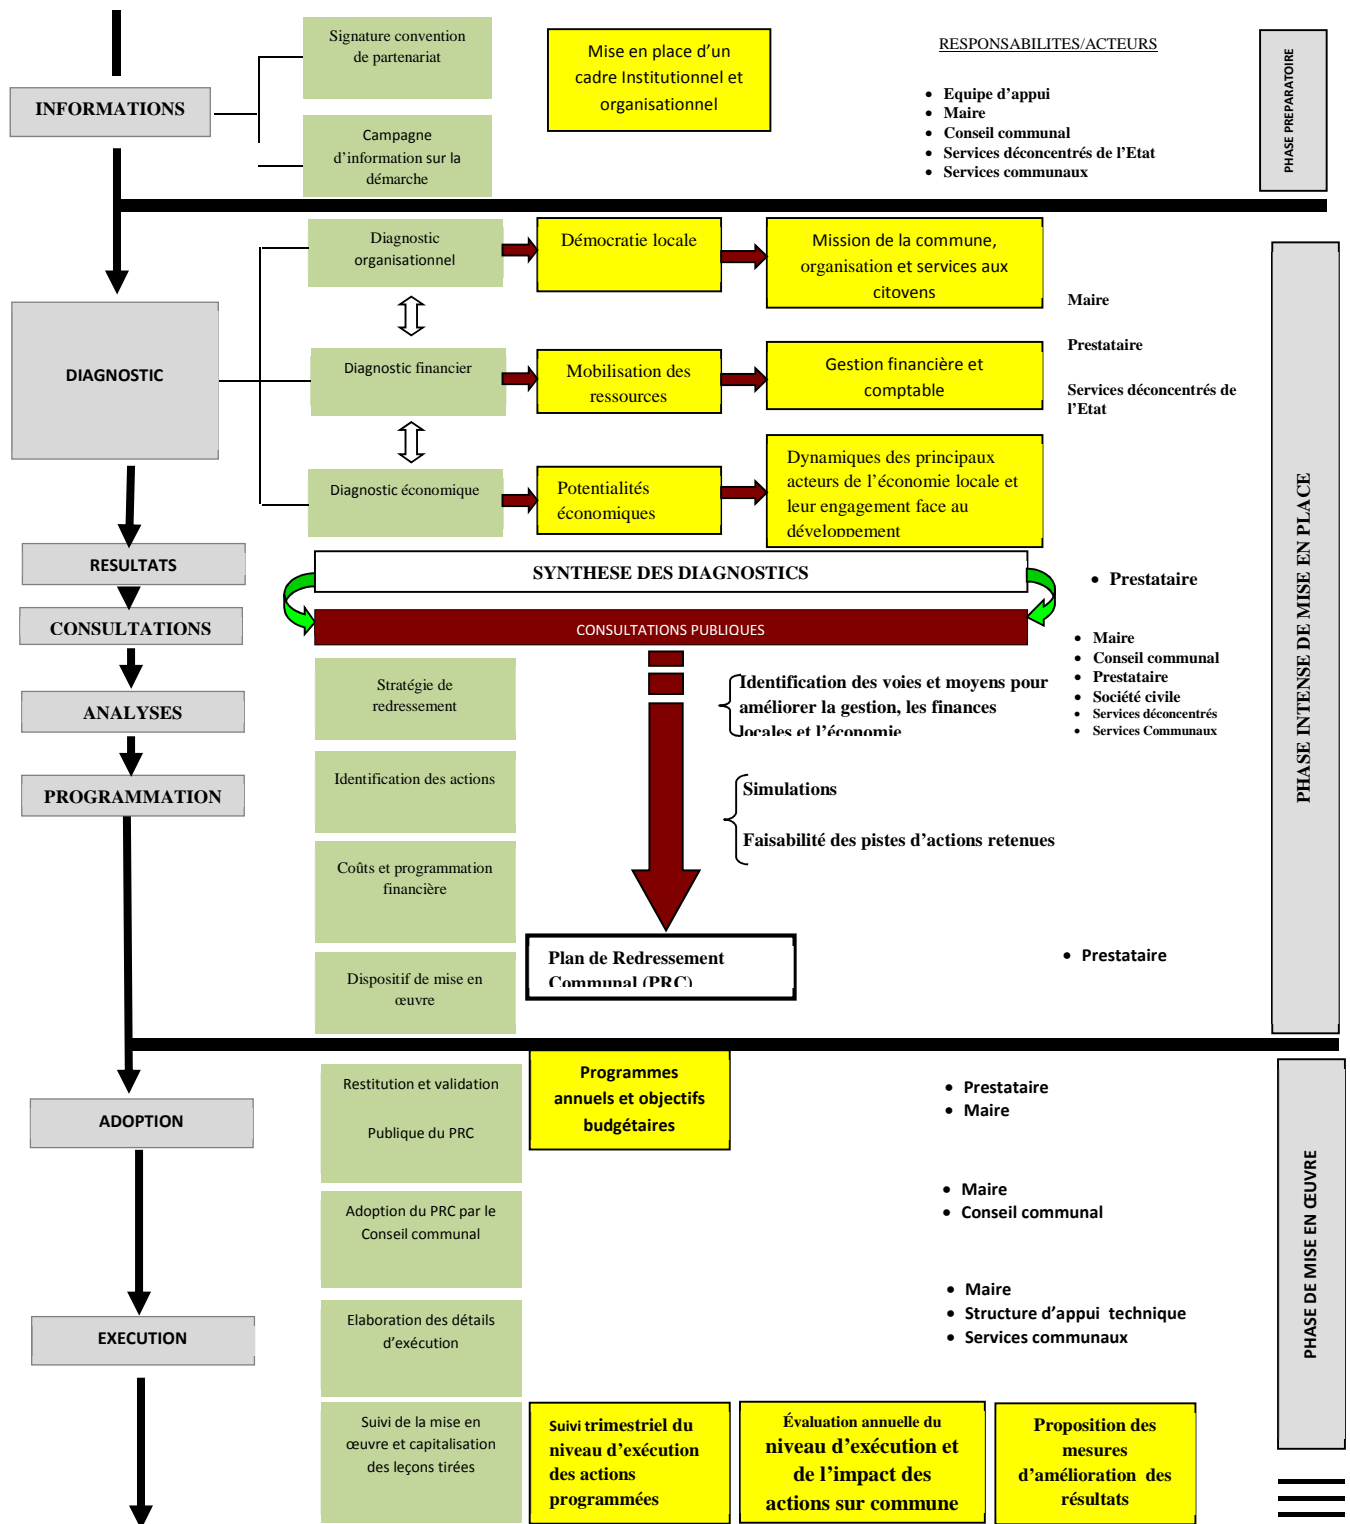 Signature convention
de partenariat
Mise en place d'un
cadre Institutionnel et
organisationnel
RESPONSABILITES/ACTEURS
INFORMATIONS
• Equipe d'appui
• Maire
• Conseil communal
• Services déconcentrés de l'Etat
• Services communaux
Campagne
d'information sur la
démarche
PHASE PREPARATOIRE
Diagnostic
organisationnel
Démocratie locale
Mission de la commune,
organisation et services aux
citoyens
Maire
DIAGNOSTIC
Diagnostic financier
Mobilisation des
ressources
Gestion financière et
comptable
Prestataire
Services déconcentrés de
l'Etat
Diagnostic économique
Potentialités
économiques
Dynamiques des principaux
acteurs de l'économie locale et
leur engagement face au
développement
RESULTATS
SYNTHESE DES DIAGNOSTICS
• Prestataire
CONSULTATIONS
CONSULTATIONS PUBLIQUES
• Maire
• Conseil communal
• Prestataire
• Société civile
• Services déconcentrés
• Services Communaux
ANALYSES
Stratégie de
redressement
Identification des voies et moyens pour
améliorer la gestion, les finances
locales et l'économie
PROGRAMMATION
Identification des actions
Simulations
Faisabilité des pistes d'actions retenues
Coûts et programmation
financière
Plan de Redressement
Communal (PRC)
• Prestataire
Dispositif de mise en
œuvre
PHASE INTENSE DE MISE EN PLACE
ADOPTION
Restitution et validation
Publique du PRC
Programmes
annuels et objectifs
budgétaires
• Prestataire
• Maire
Adoption du PRC par le
Conseil communal
• Maire
• Conseil communal
EXECUTION
Elaboration des détails
d'exécution
• Maire
• Structure d'appui technique
• Services communaux
PHASE DE MISE EN ŒUVRE
Suivi de la mise en
œuvre et capitalisation
des leçons tirées
Suivi trimestriel du
niveau d'exécution
des actions
programmées
Évaluation annuelle du
niveau d'exécution et
de l'impact des
actions sur commune
Proposition des
mesures
d'amélioration des
résultats